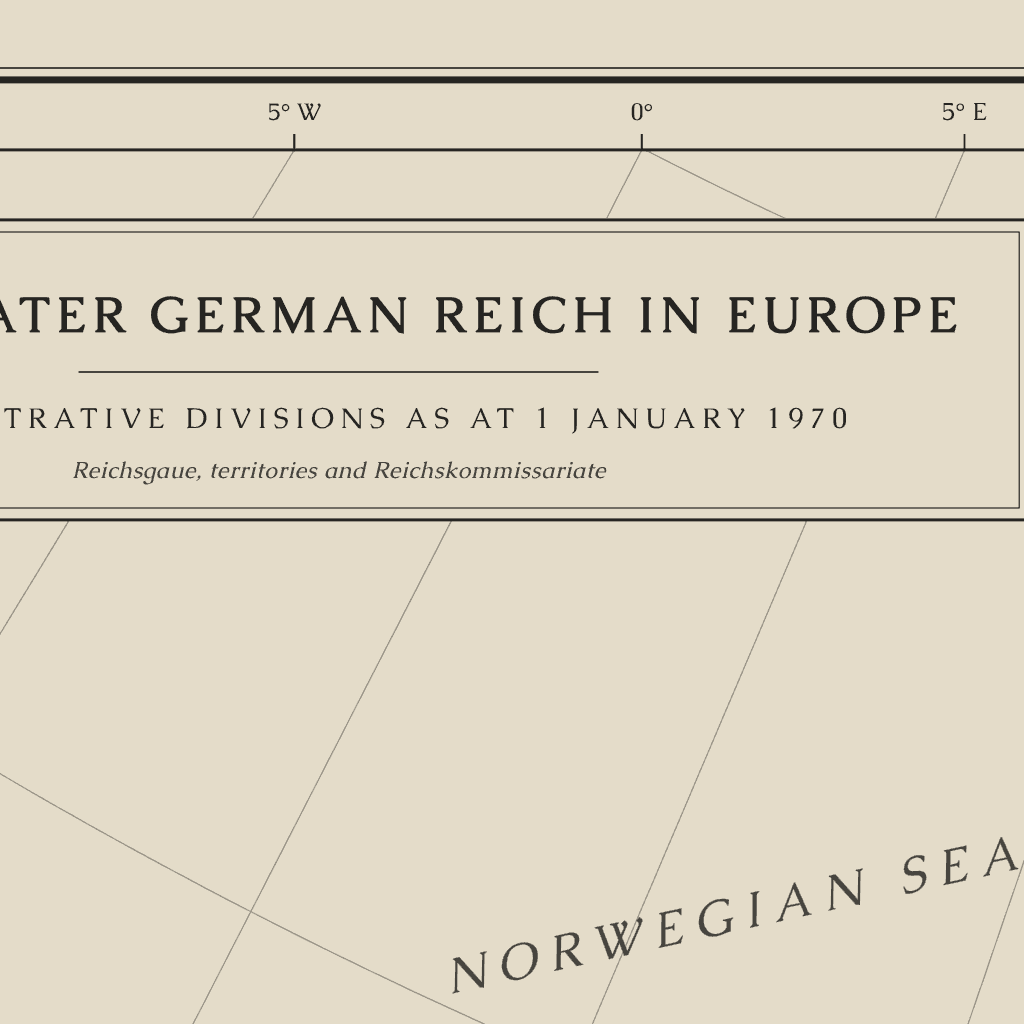 5° W 0° 5° E
ATER GERMAN REICH IN EUROPE
TRATIVE DIVISIONS AS AT 1 JANUARY 1970
Reichsgaue, territories and Reichskommissariate
NORWEGIAN SEA